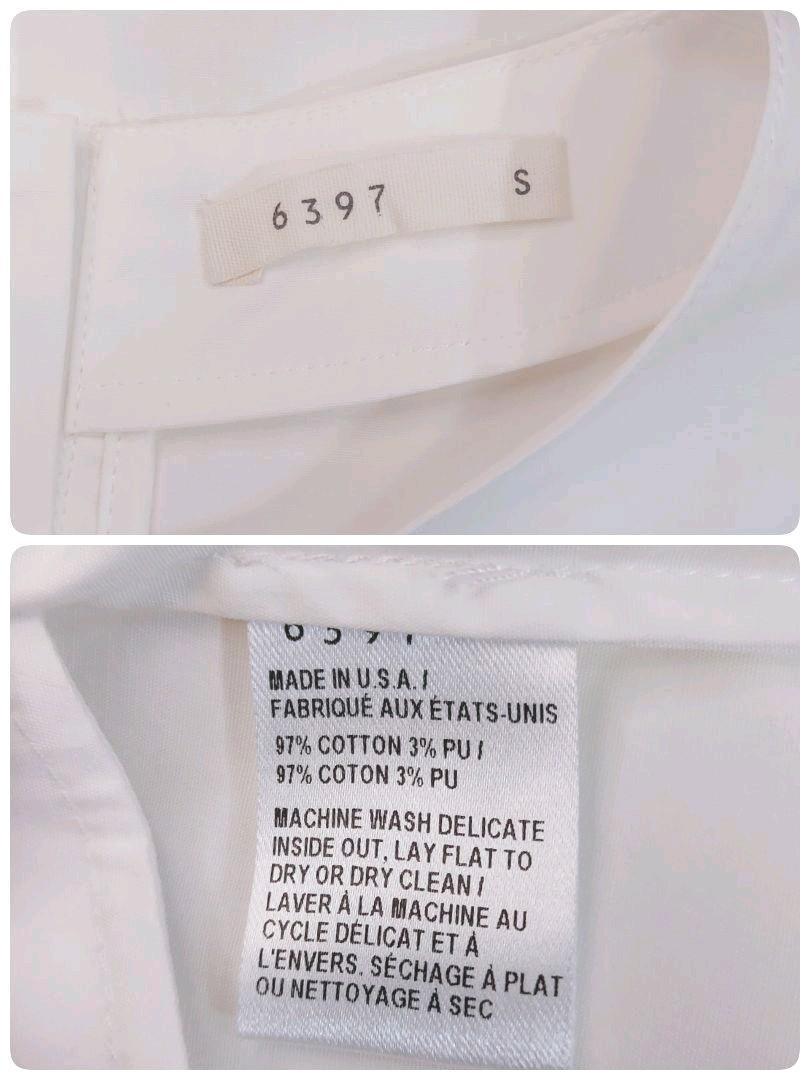 6397 S
6397
MADE IN U.S.A. /
FABRIQUÉ AUX ÉTATS-UNIS
97% COTTON 3% PU /
97% COTON 3% PU
MACHINE WASH DELICATE
INSIDE OUT, LAY FLAT TO
DRY OR DRY CLEAN /
LAVER À LA MACHINE AU
CYCLE DÉLICAT ET À
L'ENVERS. SÉCHAGE À PLAT
OU NETTOYAGE À SEC